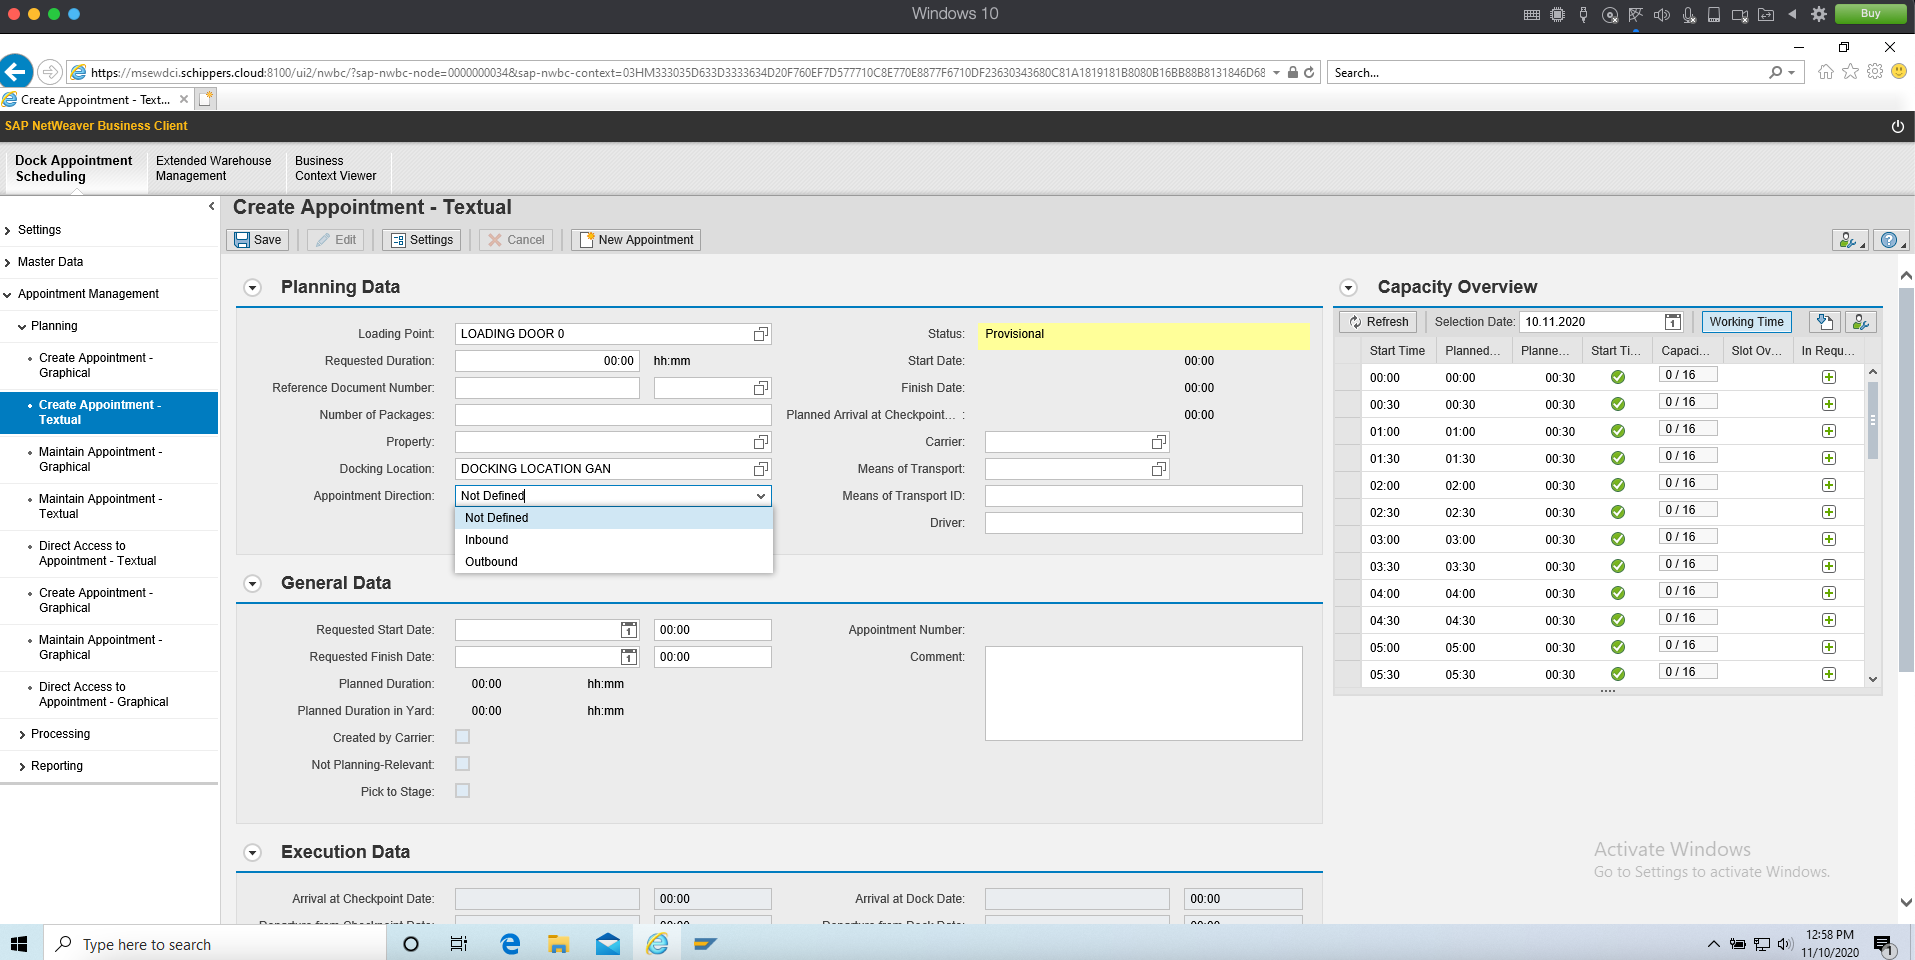 Windows 10
Buy
https://msewdci.schippers.cloud:8100/ui2/nwbc/?sap-nwbc-node=0000000034&sap-nwbc-context=03HM333035D633D3333634D20F760EF7D577710C8E770E8877F6710DF23630343680C81A1819181B8080B16BB88B8131846D68
Search...
Create Appointment - Text...
SAP NetWeaver Business Client
Dock Appointment
Scheduling
Extended Warehouse
Management
Business
Context Viewer
Settings
Master Data
Appointment Management
Planning
Create Appointment -
Graphical
Create Appointment -
Textual
Maintain Appointment -
Graphical
Maintain Appointment -
Textual
Direct Access to
Appointment - Textual
Create Appointment -
Graphical
Maintain Appointment -
Graphical
Direct Access to
Appointment - Graphical
Processing
Reporting
Create Appointment - Textual
Save Edit Settings Cancel New Appointment
Planning Data
Loading Point: LOADING DOOR 0
Requested Duration: 00:00 hh:mm
Reference Document Number:
Number of Packages:
Property:
Docking Location: DOCKING LOCATION GAN
Appointment Direction: Not Defined
Not Defined
Inbound
Outbound
Status: Provisional
Start Date: 00:00
Finish Date: 00:00
Planned Arrival at Checkpoint... : 00:00
Carrier:
Means of Transport:
Means of Transport ID:
Driver:
General Data
Requested Start Date: 1 00:00
Requested Finish Date: 1 00:00
Planned Duration: 00:00 hh:mm
Planned Duration in Yard: 00:00 hh:mm
Created by Carrier:
Not Planning-Relevant:
Pick to Stage:
Appointment Number:
Comment:
Execution Data
Arrival at Checkpoint Date: 00:00
Arrival at Dock Date: 00:00
Departure from Checkpoint Date: 00:00
Departure from Dock Date: 00:00
Capacity Overview
Refresh Selection Date: 10.11.2020 1 Working Time
Start Time Planned... Planne... Start Ti... Capaci... Slot Ov... In Requ...
00:00 00:00 00:30 0 / 16
00:30 00:30 00:30 0 / 16
01:00 01:00 00:30 0 / 16
01:30 01:30 00:30 0 / 16
02:00 02:00 00:30 0 / 16
02:30 02:30 00:30 0 / 16
03:00 03:00 00:30 0 / 16
03:30 03:30 00:30 0 / 16
04:00 04:00 00:30 0 / 16
04:30 04:30 00:30 0 / 16
05:00 05:00 00:30 0 / 16
05:30 05:30 00:30 0 / 16
Activate Windows
Go to Settings to activate Windows.
Type here to search
12:58 PM
11/10/2020
1